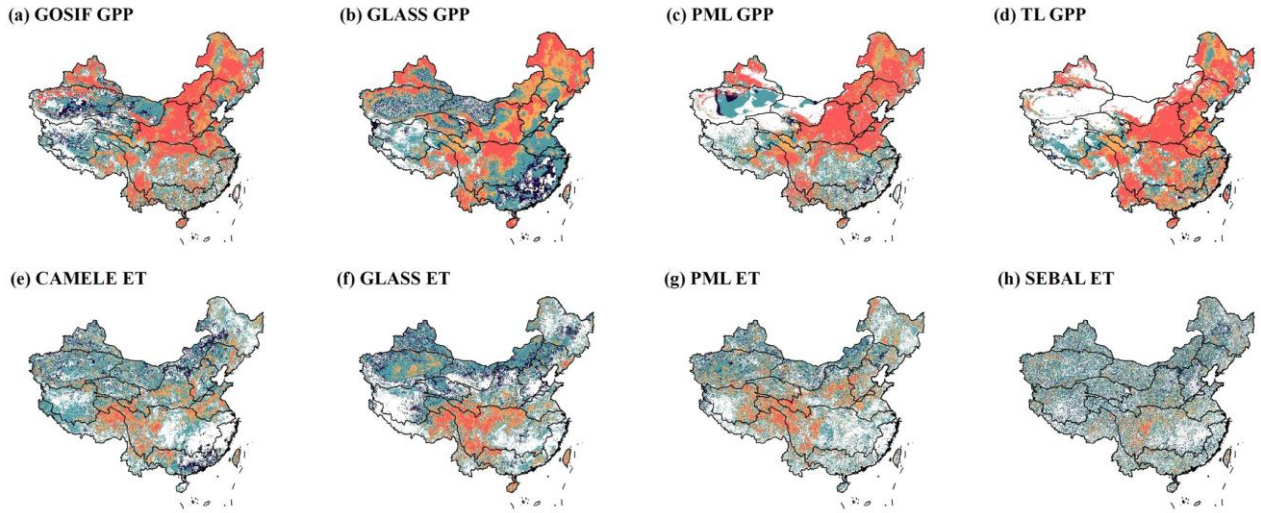 (a) GOSIF GPP
(b) GLASS GPP
(c) PML GPP
(d) TL GPP
(e) CAMELE ET
(f) GLASS ET
(g) PML ET
(h) SEBAL ET